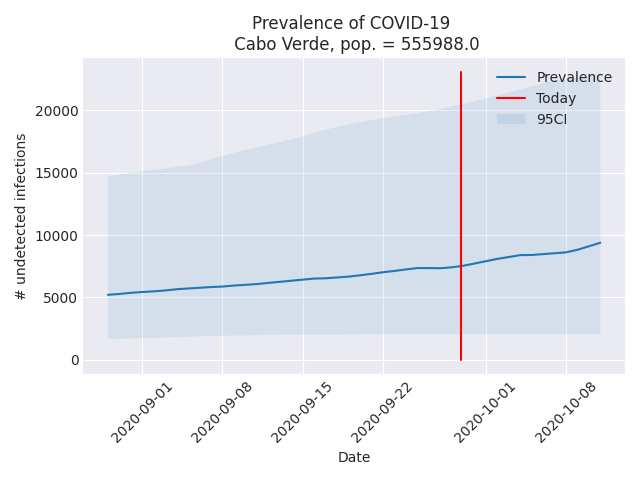 Prevalence of COVID-19
Cabo Verde, pop. = 555988.0
Prevalence
Today
95CI
# undetected infections
20000
15000
10000
5000
0
2020-09-01
2020-09-08
2020-09-15
2020-09-22
2020-10-01
2020-10-08
Date